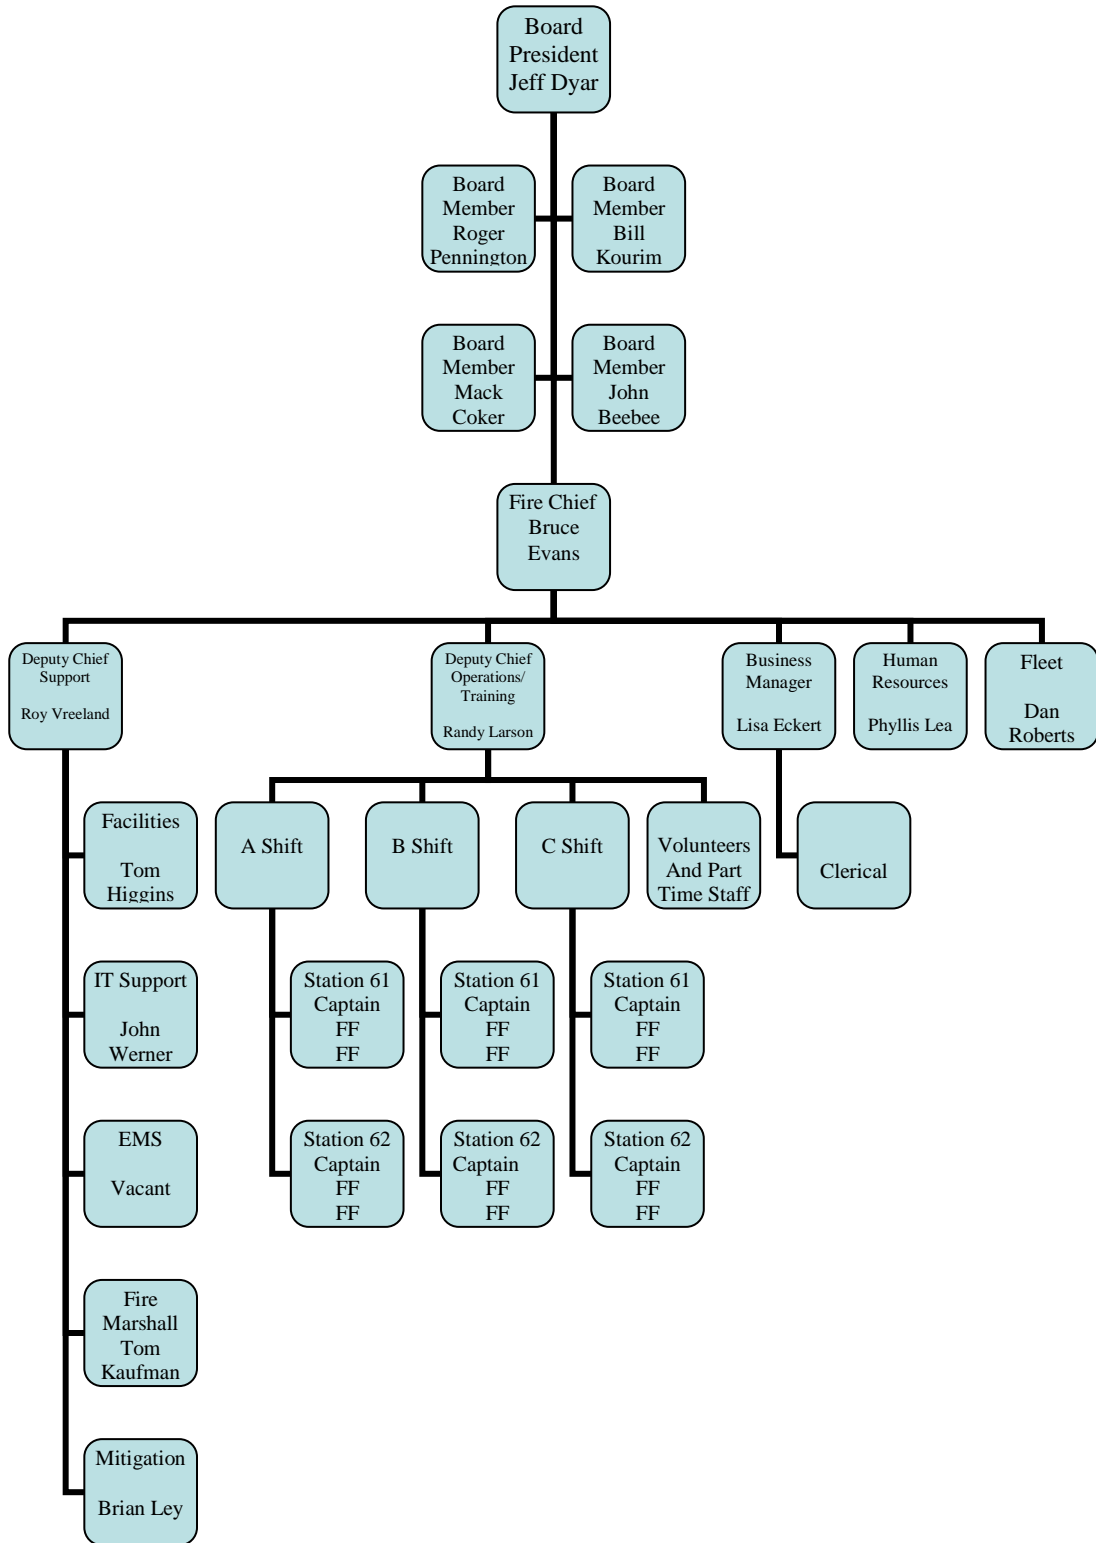 Board
President
Jeff Dyar
Board
Member
Roger
Pennington
Board
Member
Bill
Kourim
Board
Member
Mack
Coker
Board
Member
John
Beebee
Fire Chief
Bruce
Evans
Deputy Chief
Support
Roy Vreeland
Deputy Chief
Operations/
Training
Randy Larson
Business
Manager
Lisa Eckert
Human
Resources
Phyllis Lea
Fleet
Dan
Roberts
Facilities
Tom
Higgins
A Shift
B Shift
C Shift
Volunteers
And Part
Time Staff
Clerical
IT Support
John
Werner
Station 61
Captain
FF
FF
Station 61
Captain
FF
FF
Station 61
Captain
FF
FF
EMS
Vacant
Station 62
Captain
FF
FF
Station 62
Captain
FF
FF
Station 62
Captain
FF
FF
Fire
Marshall
Tom
Kaufman
Mitigation
Brian Ley